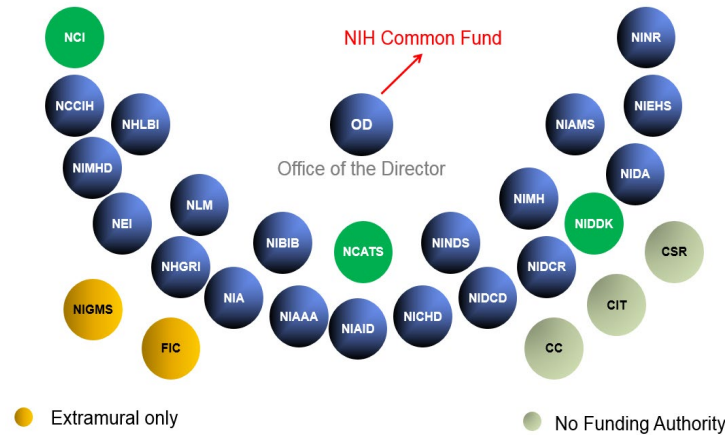 NCI
NIH Common Fund
NINR
NCCIH
NHLBI
OD
NIAMS
NIEHS
NIMHD
Office of the Director
NIDA
NEI
NLM
NIMH
NIDDK
NHGRI
NIBIB
NCATS
NINDS
NIDCR
CSR
NIGMS
NIA
NIAAA
NIAID
NICHD
NIDCD
CIT
FIC
CC
Extramural only
No Funding Authority